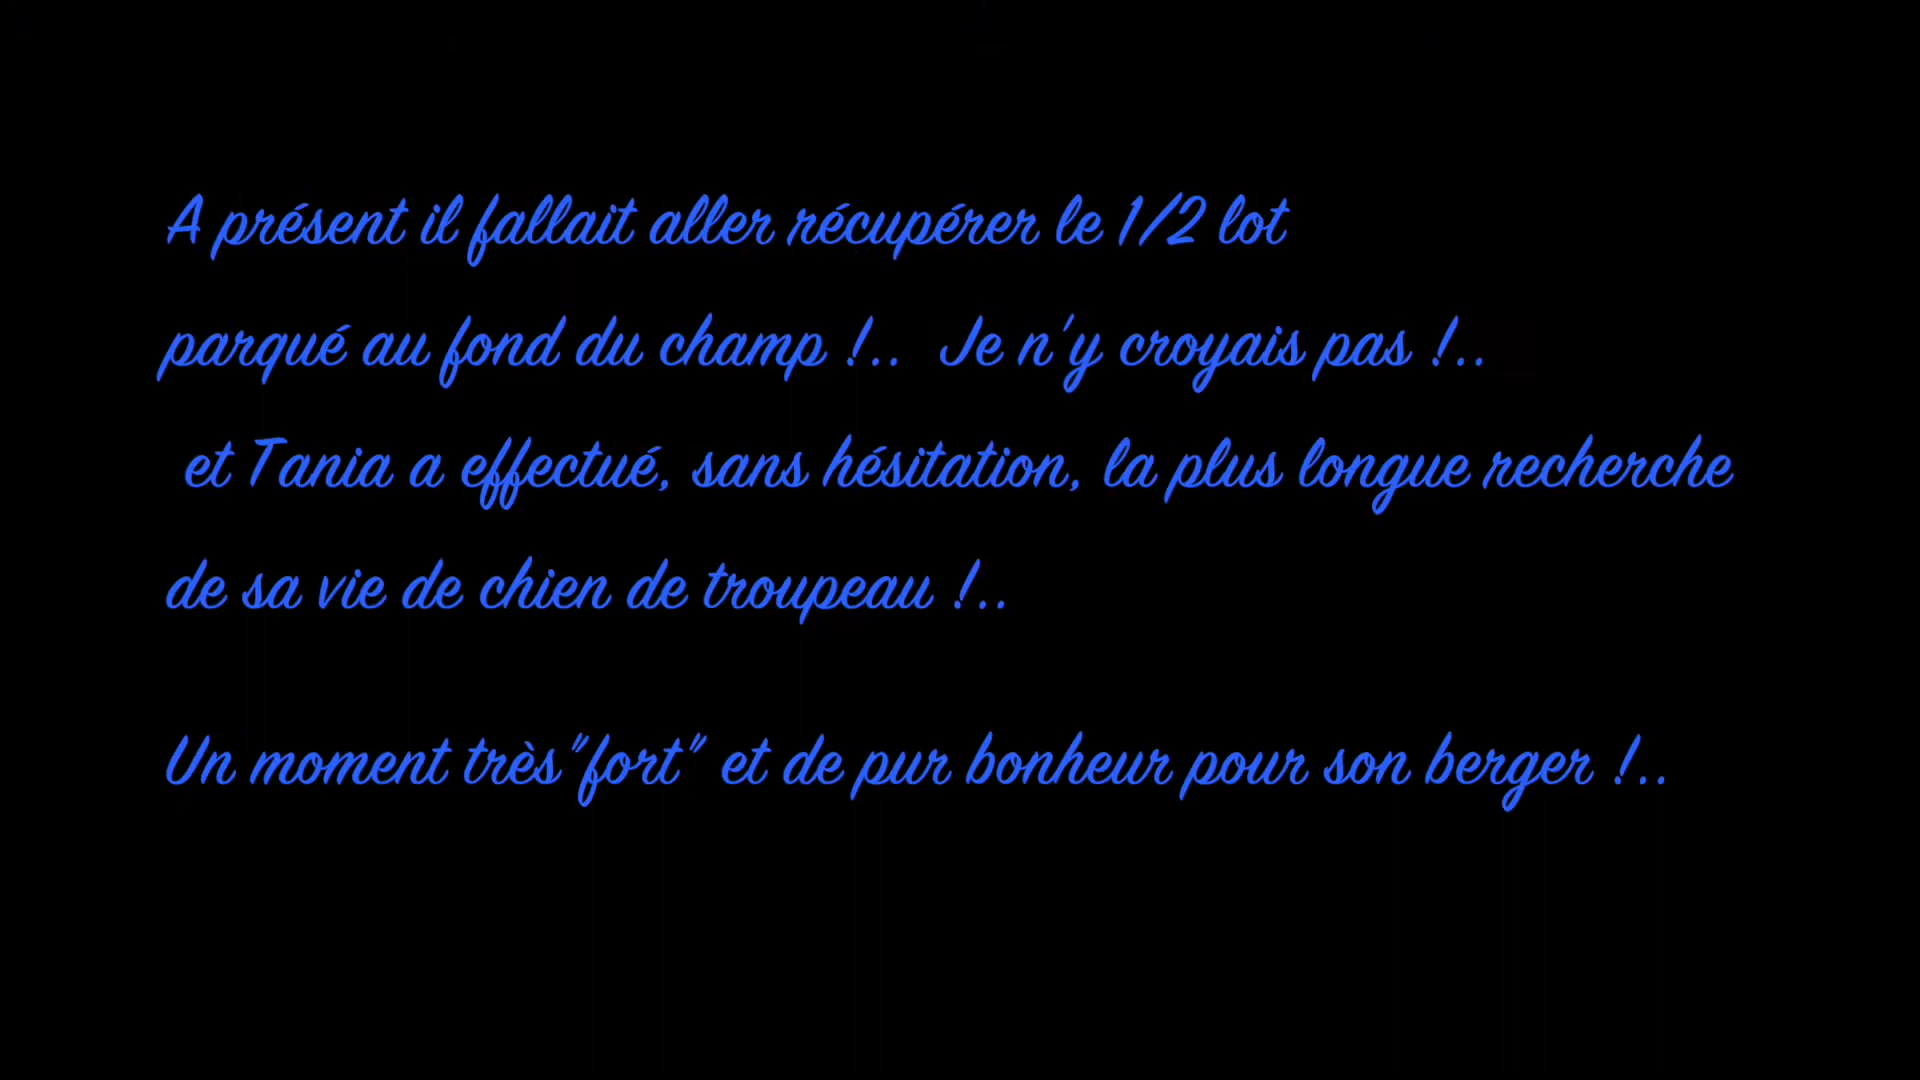 A présent il fallait aller récupérer le 1/2 lot
parqué au fond du champ !.. Je n'y croyais pas !..
et Tania a effectué, sans hésitation, la plus longue recherche
de sa vie de chien de troupeau !..
Un moment très"fort" et de pur bonheur pour son berger !..